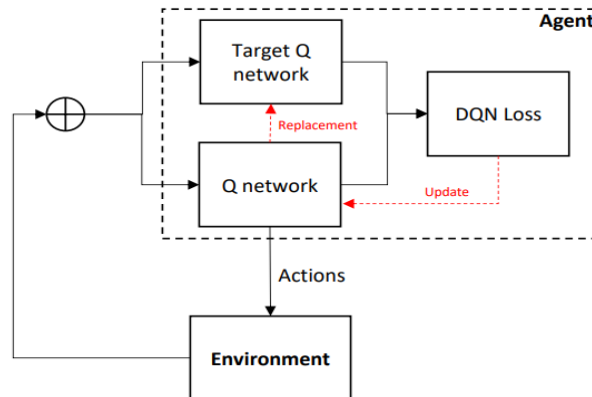 Agent
Target Q
network
Replacement
DQN Loss
Q network
Update
Actions
Environment